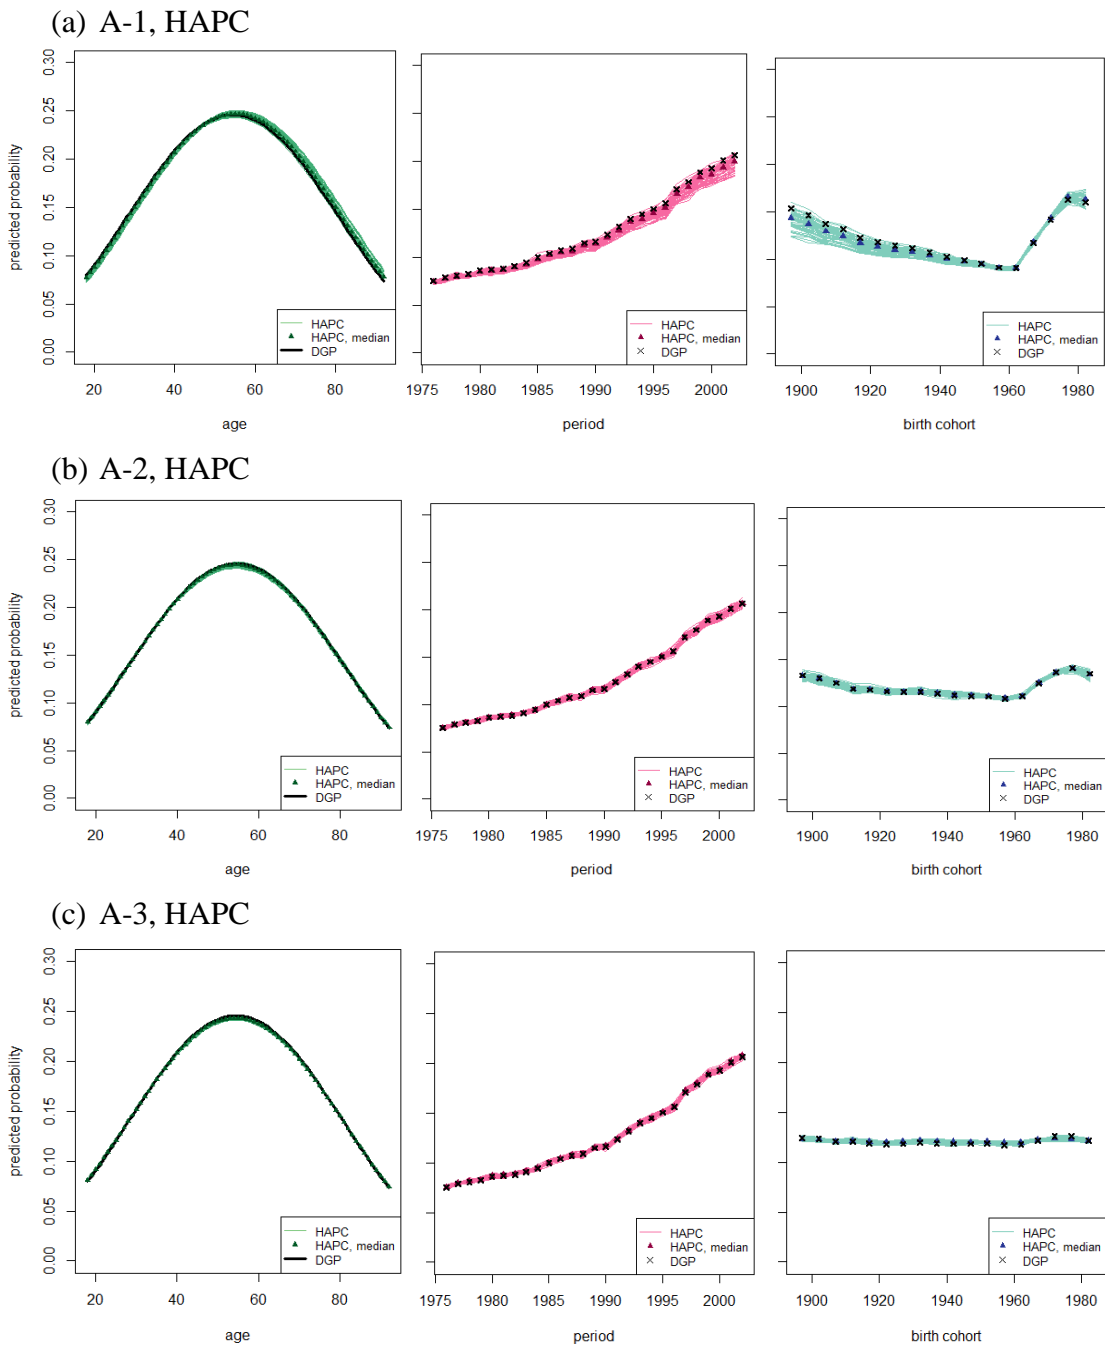 (a) A-1, HAPC
predicted probability
0.00 0.05 0.10 0.15 0.20 0.25 0.30
20 40 60 80
age
HAPC
HAPC, median
DGP
1975 1980 1985 1990 1995 2000
period
HAPC
HAPC, median
DGP
1900 1920 1940 1960 1980
birth cohort
HAPC
HAPC, median
DGP
(b) A-2, HAPC
predicted probability
0.00 0.05 0.10 0.15 0.20 0.25 0.30
20 40 60 80
age
HAPC
HAPC, median
DGP
1975 1980 1985 1990 1995 2000
period
HAPC
HAPC, median
DGP
1900 1920 1940 1960 1980
birth cohort
HAPC
HAPC, median
DGP
(c) A-3, HAPC
predicted probability
0.00 0.05 0.10 0.15 0.20 0.25 0.30
20 40 60 80
age
HAPC
HAPC, median
DGP
1975 1980 1985 1990 1995 2000
period
HAPC
HAPC, median
DGP
1900 1920 1940 1960 1980
birth cohort
HAPC
HAPC, median
DGP